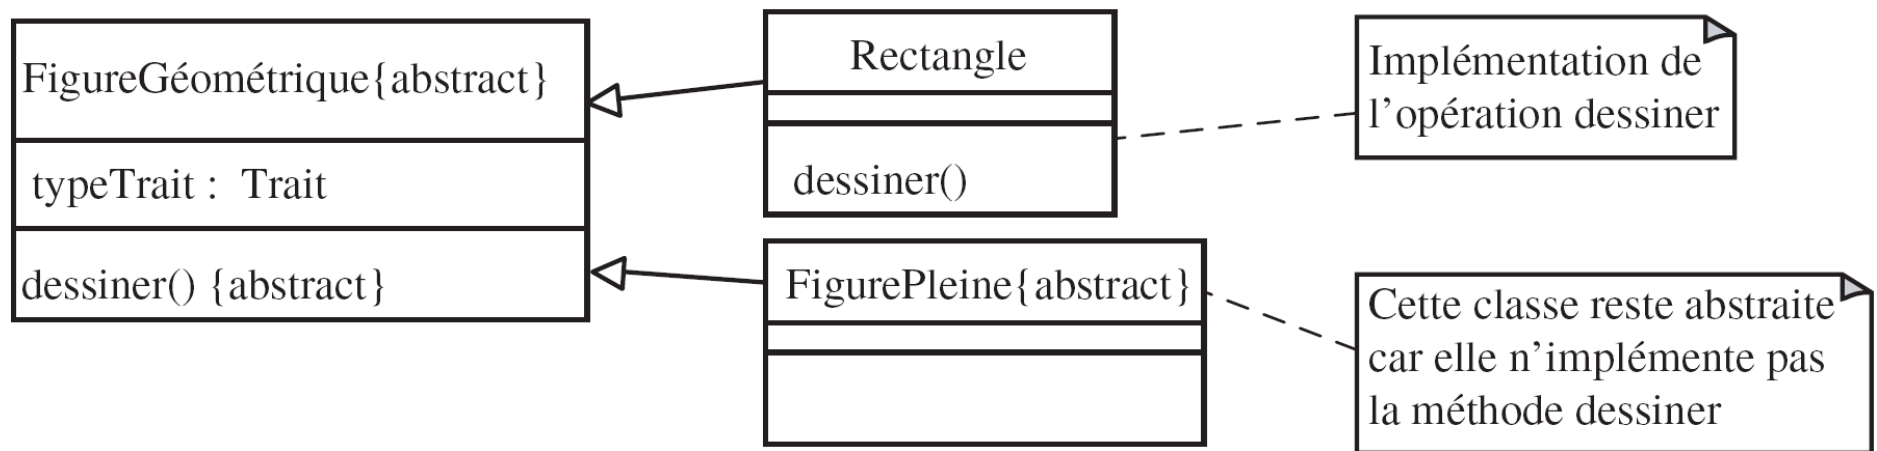 FigureGéométrique{abstract}
typeTrait : Trait
dessiner() {abstract}
Rectangle
dessiner()
Implémentation de
l’opération dessiner
FigurePleine{abstract}
Cette classe reste abstraite
car elle n’implémente pas
la méthode dessiner